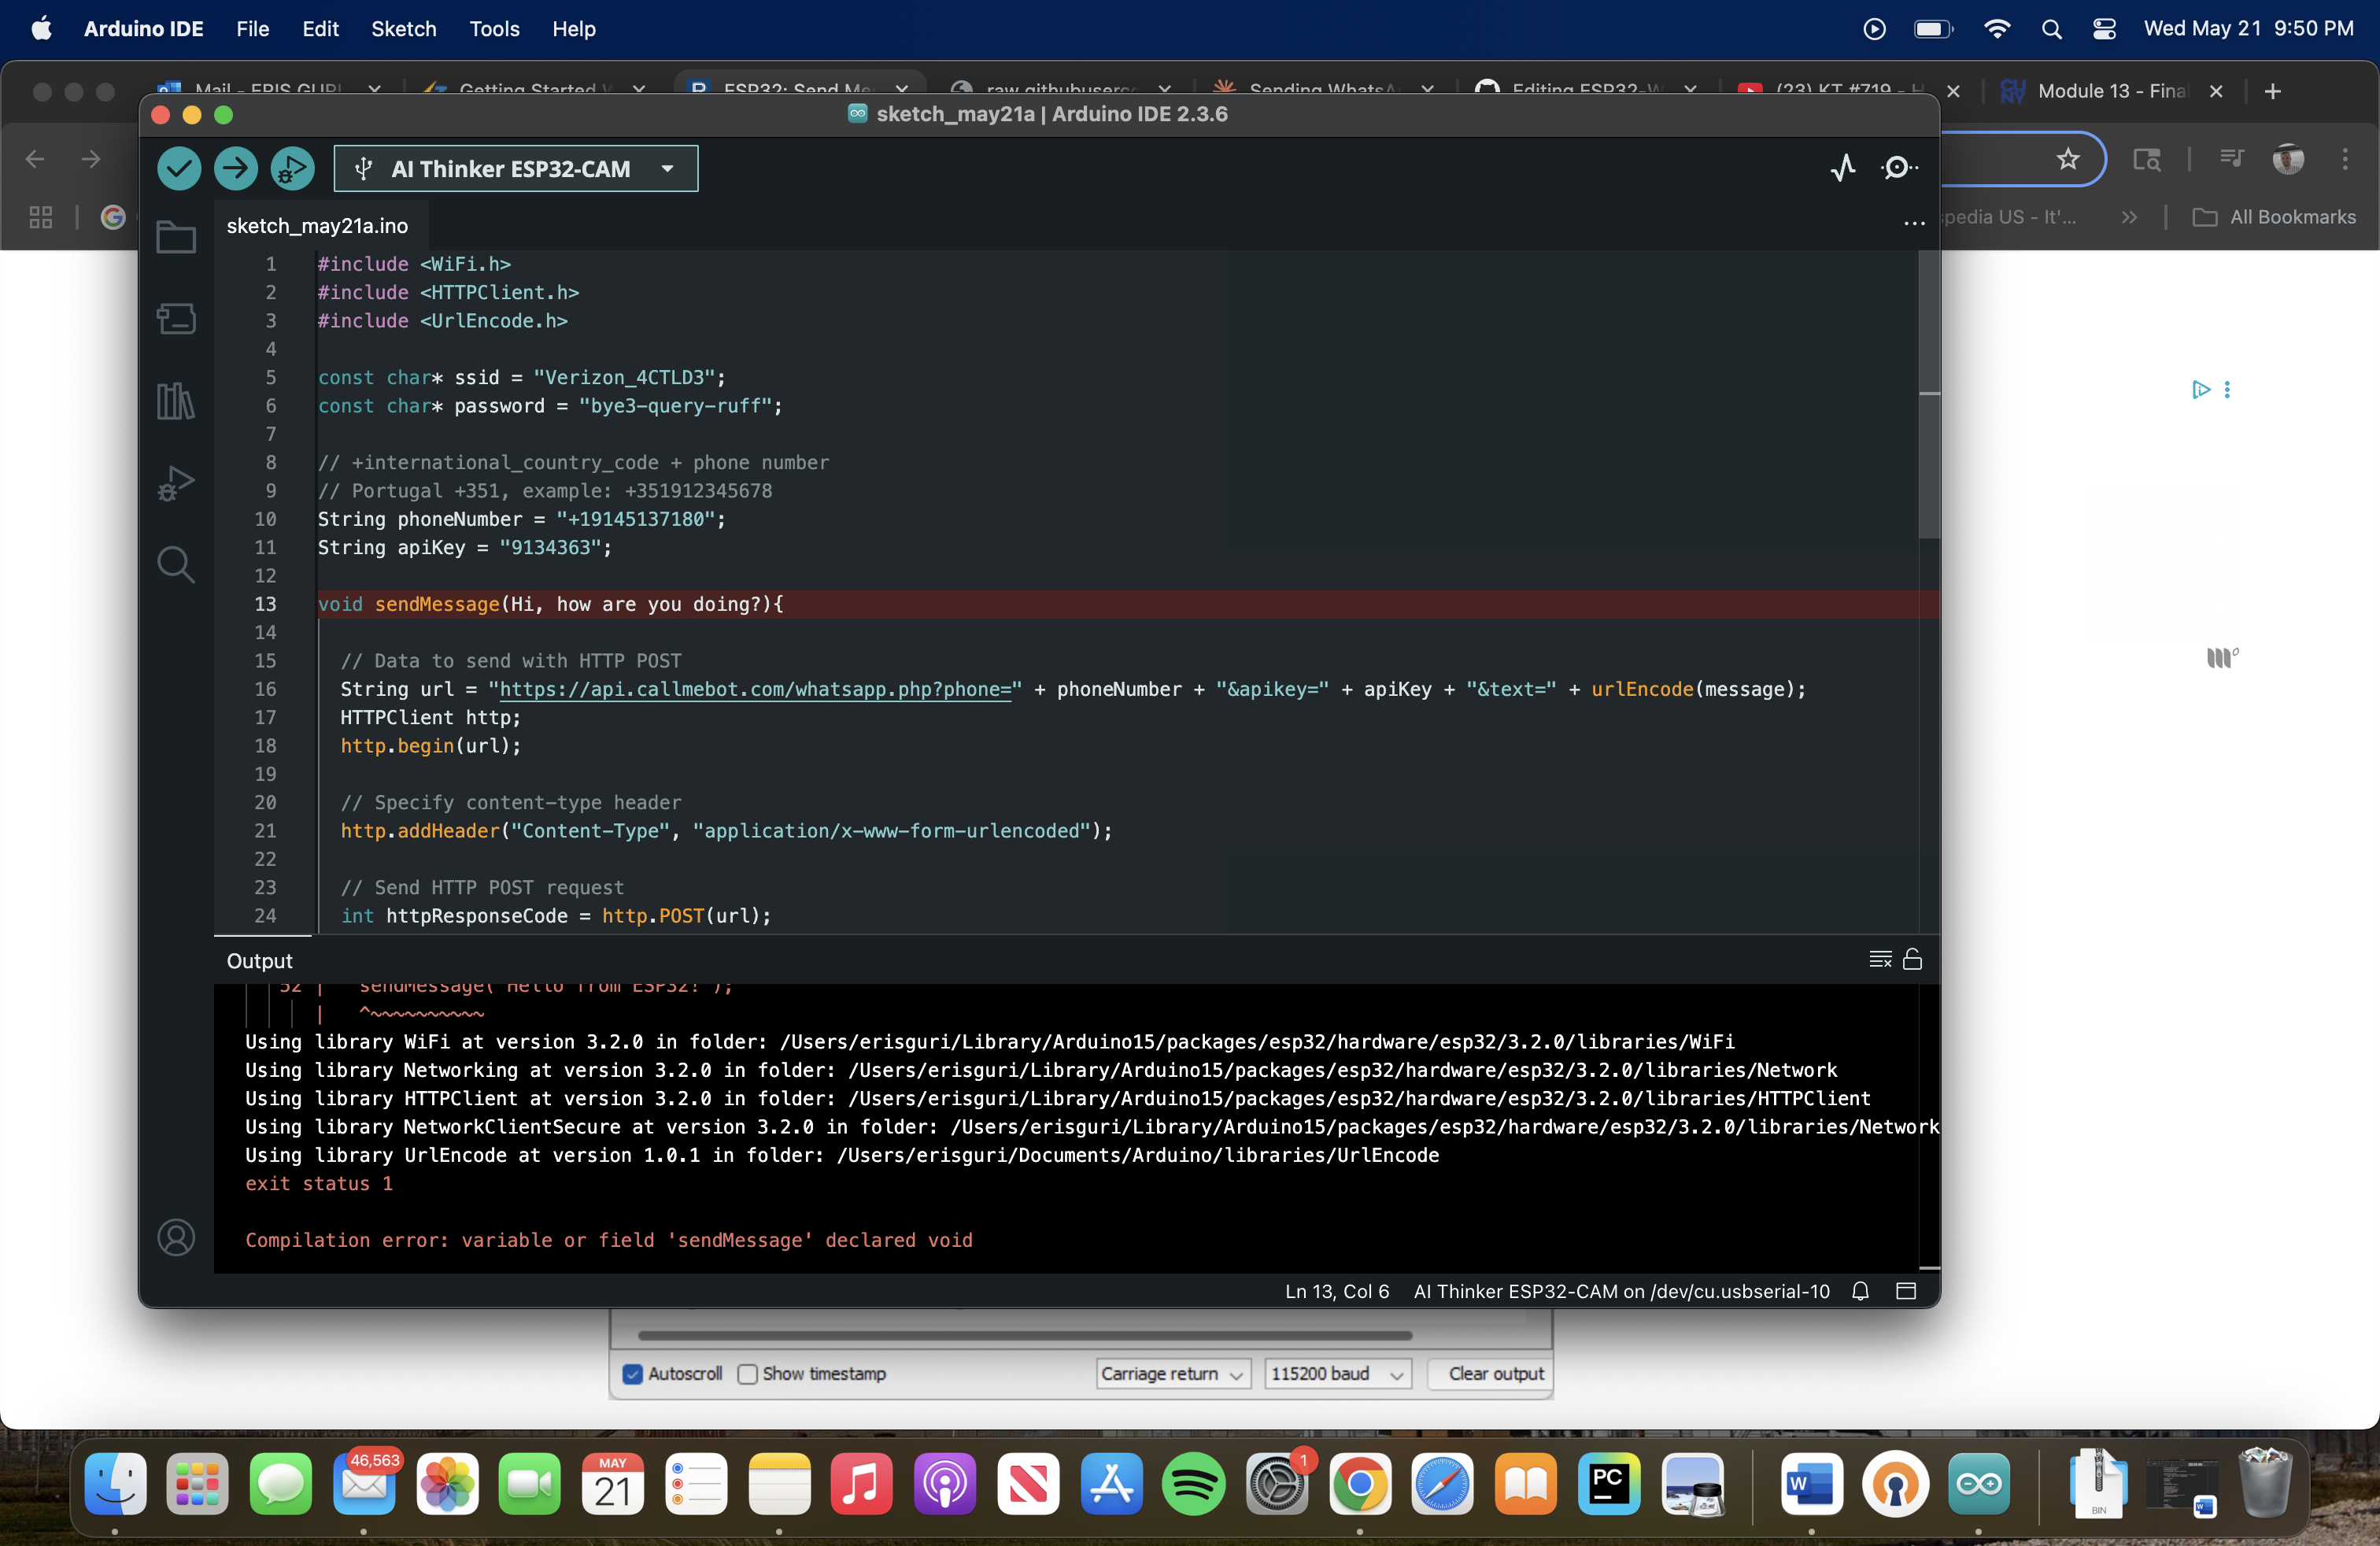 Arduino IDE File Edit Sketch Tools Help Wed May 21 9:50 PM
Mail - ERIS GURI Getting Started ESP32: Send Me raw.githubuserco Sending WhatsA Editing ESP32-W (23) KT #719 - H Module 13 - Fina
sketch_may21a | Arduino IDE 2.3.6
AI Thinker ESP32-CAM
spedia US - It'... » All Bookmarks
sketch_may21a.ino
1 #include <WiFi.h>
2 #include <HTTPClient.h>
3 #include <UrlEncode.h>
4
5 const char* ssid = "Verizon_4CTLD3";
6 const char* password = "bye3-query-ruff";
7
8 // +international_country_code + phone number
9 // Portugal +351, example: +351912345678
10 String phoneNumber = "+19145137180";
11 String apiKey = "9134363";
12
13 void sendMessage(Hi, how are you doing?){
14
15 // Data to send with HTTP POST
16 String url = "https://api.callmebot.com/whatsapp.php?phone=" + phoneNumber + "&apikey=" + apiKey + "&text=" + urlEncode(message);
17 HTTPClient http;
18 http.begin(url);
19
20 // Specify content-type header
21 http.addHeader("Content-Type", "application/x-www-form-urlencoded");
22
23 // Send HTTP POST request
24 int httpResponseCode = http.POST(url);
Output
52 | sendMessage("Hello from ESP32!");
| ^~~~~~~~~~~
Using library WiFi at version 3.2.0 in folder: /Users/erisguri/Library/Arduino15/packages/esp32/hardware/esp32/3.2.0/libraries/WiFi
Using library Networking at version 3.2.0 in folder: /Users/erisguri/Library/Arduino15/packages/esp32/hardware/esp32/3.2.0/libraries/Network
Using library HTTPClient at version 3.2.0 in folder: /Users/erisguri/Library/Arduino15/packages/esp32/hardware/esp32/3.2.0/libraries/HTTPClient
Using library NetworkClientSecure at version 3.2.0 in folder: /Users/erisguri/Library/Arduino15/packages/esp32/hardware/esp32/3.2.0/libraries/Network
Using library UrlEncode at version 1.0.1 in folder: /Users/erisguri/Documents/Arduino/libraries/UrlEncode
exit status 1
Compilation error: variable or field 'sendMessage' declared void
Ln 13, Col 6 AI Thinker ESP32-CAM on /dev/cu.usbserial-10
Autoscroll Show timestamp Carriage return 115200 baud Clear output
46,563 MAY 21 1 PC W BIN